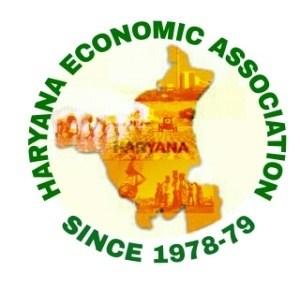 HARYANA ECONOMIC ASSOCIATION
HARYANA
SINCE 1978-79